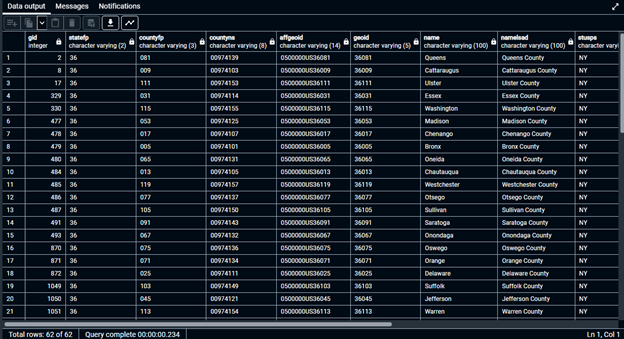 Data output Messages Notifications
gid integer statefp character varying (2) countyfp character varying (3) countyns character varying (8) affgeoid character varying (14) geoid character varying (5) name character varying (100) namelsad character varying (100) stuspa character varyi
1 2 36 081 00974139 0500000US36081 36081 Queens Queens County NY
2 8 36 009 00974103 0500000US36009 36009 Cattaraugus Cattaraugus County NY
3 17 36 111 00974153 0500000US36111 36111 Ulster Ulster County NY
4 329 36 031 00974114 0500000US36031 36031 Essex Essex County NY
5 330 36 115 00974155 0500000US36115 36115 Washington Washington County NY
6 477 36 053 00974125 0500000US36053 36053 Madison Madison County NY
7 478 36 017 00974107 0500000US36017 36017 Chenango Chenango County NY
8 479 36 005 00974101 0500000US36005 36005 Bronx Bronx County NY
9 480 36 065 00974131 0500000US36065 36065 Oneida Oneida County NY
10 484 36 013 00974105 0500000US36013 36013 Chautauqua Chautauqua County NY
11 485 36 119 00974157 0500000US36119 36119 Westchester Westchester County NY
12 486 36 077 00974137 0500000US36077 36077 Otsego Otsego County NY
13 487 36 105 00974150 0500000US36105 36105 Sullivan Sullivan County NY
14 491 36 091 00974143 0500000US36091 36091 Saratoga Saratoga County NY
15 493 36 067 00974132 0500000US36067 36067 Onondaga Onondaga County NY
16 870 36 075 00974136 0500000US36075 36075 Oswego Oswego County NY
17 871 36 071 00974134 0500000US36071 36071 Orange Orange County NY
18 872 36 025 00974111 0500000US36025 36025 Delaware Delaware County NY
19 1049 36 103 00974149 0500000US36103 36103 Suffolk Suffolk County NY
20 1050 36 045 00974121 0500000US36045 36045 Jefferson Jefferson County NY
21 1051 36 113 00974154 0500000US36113 36113 Warren Warren County NY
Total rows: 62 of 62 Query complete 00:00:00.234 Ln 1, Col 1